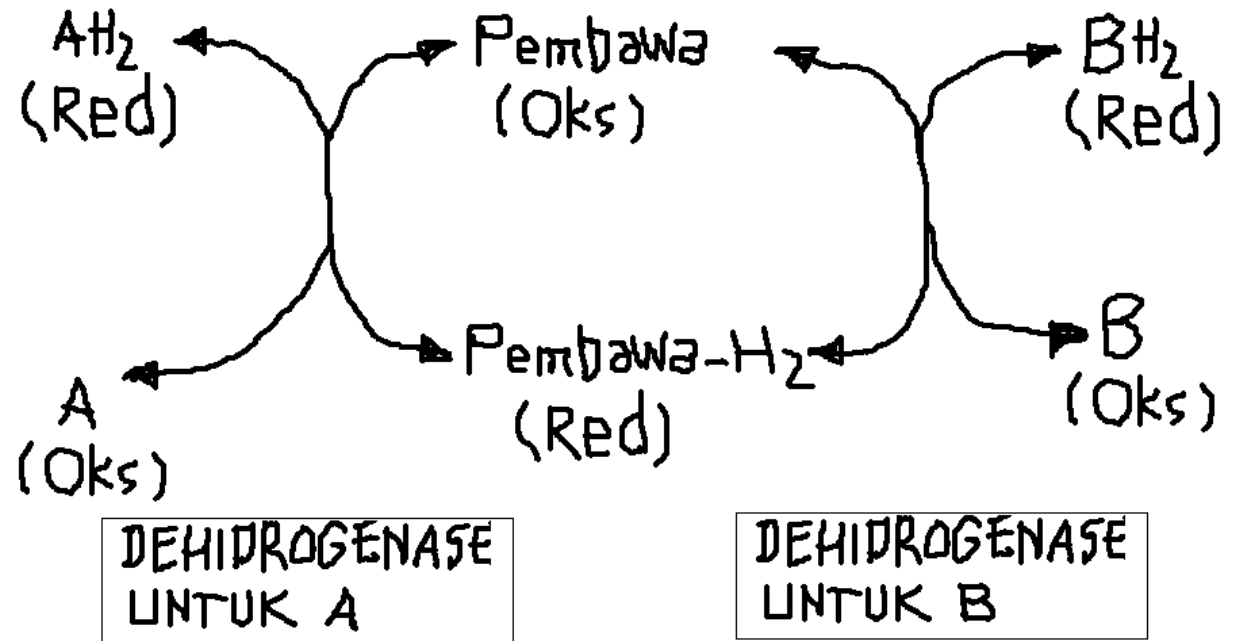 AH2
(Red)
Pembawa
(Oks)
BH2
(Red)
A
(Oks)
Pembawa-H2
(Red)
B
(Oks)
DEHIDROGENASE
UNTUK A
DEHIDROGENASE
UNTUK B